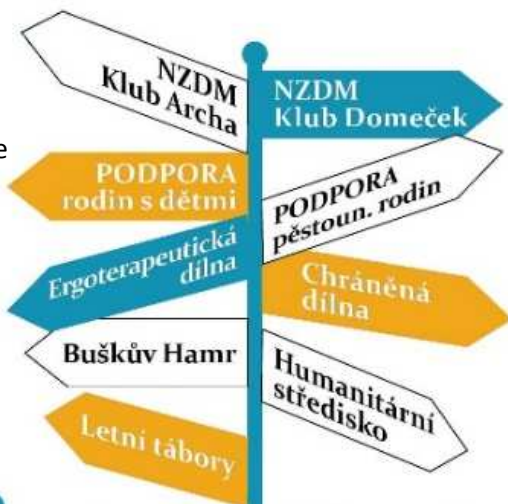 NZDM
Klub Archa
NZDM
Klub Domeček
e
PODPORA
rodin s dětmi
PODPORA
pěstoun. rodin
Ergoterapeutická
dílna
Chráněná
dílna
Buškův Hamr
Humanitární
středisko
Letní tábory